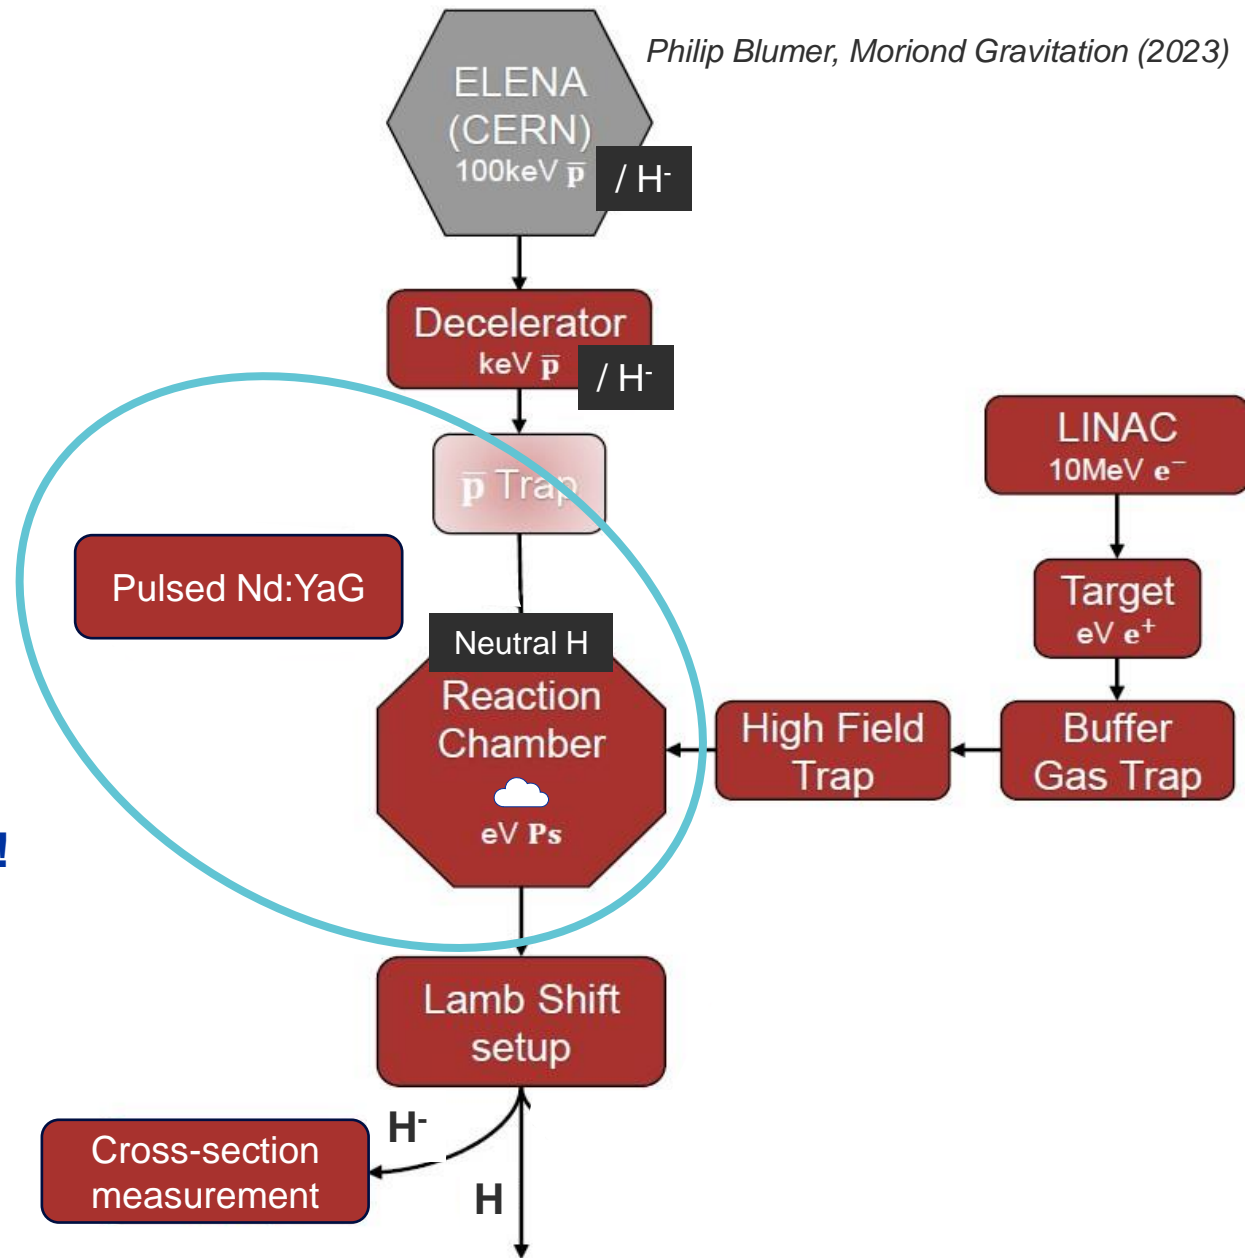 Philip Blumer, Moriond Gravitation (2023)
ELENA
(CERN)
100keV p̅
/ H⁻
Decelerator
keV p̅
/ H⁻
p̅ Trap
LINAC
10MeV e⁻
Pulsed Nd:YaG
Target
eV e⁺
Neutral H
Reaction
Chamber
eV Ps
High Field
Trap
Buffer
Gas Trap
!
Lamb Shift
setup
H⁻
Cross-section
measurement
H